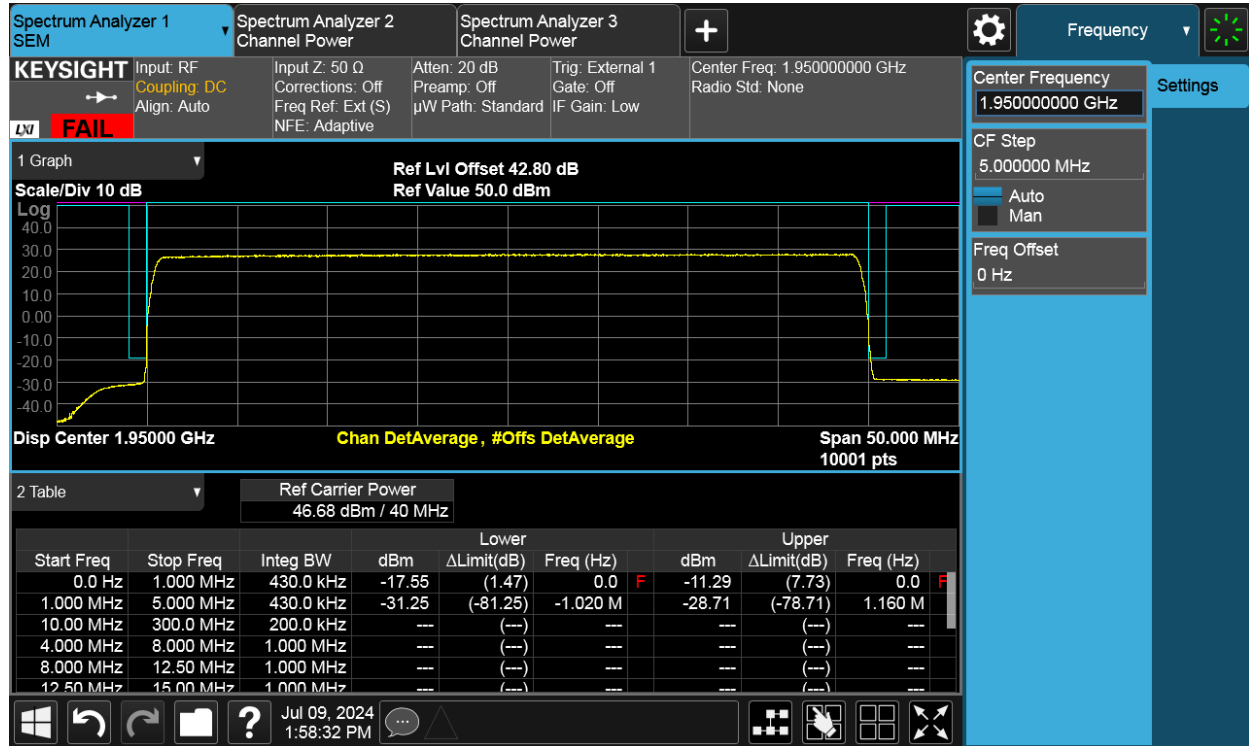 Spectrum Analyzer 1
SEM
Spectrum Analyzer 2
Channel Power
Spectrum Analyzer 3
Channel Power
+
Frequency
KEYSIGHT
LXI
FAIL
Input: RF
Coupling: DC
Align: Auto
Input Z: 50 Ω
Corrections: Off
Freq Ref: Ext (S)
NFE: Adaptive
Atten: 20 dB
Preamp: Off
µW Path: Standard
Trig: External 1
Gate: Off
IF Gain: Low
Center Freq: 1.950000000 GHz
Radio Std: None
Center Frequency
1.950000000 GHz
Settings
CF Step
5.000000 MHz
Auto
Man
Freq Offset
0 Hz
1 Graph
Ref Lvl Offset 42.80 dB
Scale/Div 10 dB
Ref Value 50.0 dBm
Log
40.0
30.0
20.0
10.0
0.00
-10.0
-20.0
-30.0
-40.0
Disp Center 1.95000 GHz
Chan DetAverage , #Offs DetAverage
Span 50.000 MHz
10001 pts
2 Table
Ref Carrier Power
46.68 dBm / 40 MHz
Lower Upper
Start Freq Stop Freq Integ BW dBm ΔLimit(dB) Freq (Hz) dBm ΔLimit(dB) Freq (Hz)
0.0 Hz 1.000 MHz 430.0 kHz -17.55 (1.47) 0.0 F -11.29 (7.73) 0.0 F
1.000 MHz 5.000 MHz 430.0 kHz -31.25 (-81.25) -1.020 M -28.71 (-78.71) 1.160 M
10.00 MHz 300.0 MHz 200.0 kHz --- (---) --- --- (---) ---
4.000 MHz 8.000 MHz 1.000 MHz --- (---) --- --- (---) ---
8.000 MHz 12.50 MHz 1.000 MHz --- (---) --- --- (---) ---
12.50 MHz 15.00 MHz 1.000 MHz --- (---) --- --- (---) ---
?
Jul 09, 2024
1:58:32 PM